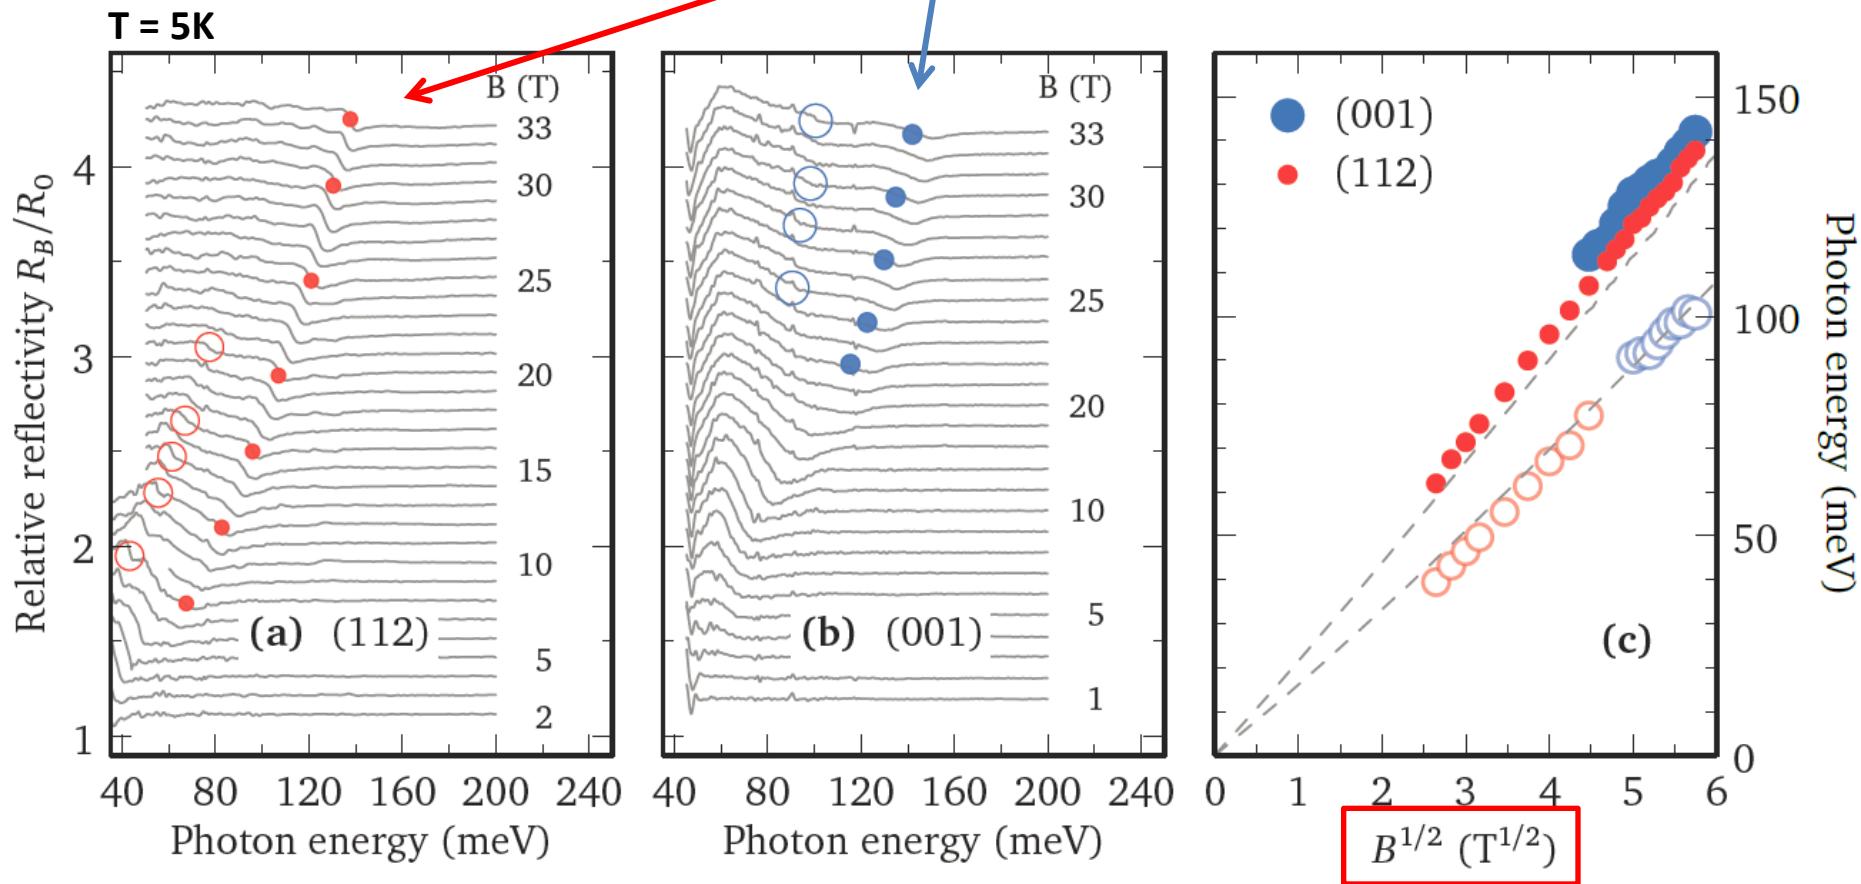 T = 5K
Relative reflectivity R_B/R_0
4
3
2
1
B (T)
33
30
25
20
15
10
5
2
(a) (112)
40 80 120 160 200 240
Photon energy (meV)
B (T)
33
30
25
20
10
5
1
(b) (001)
40 80 120 160 200 240
Photon energy (meV)
(001)
(112)
(c)
150
100
50
0
Photon energy (meV)
0 1 2 3 4 5 6
B^{1/2} (T^{1/2})